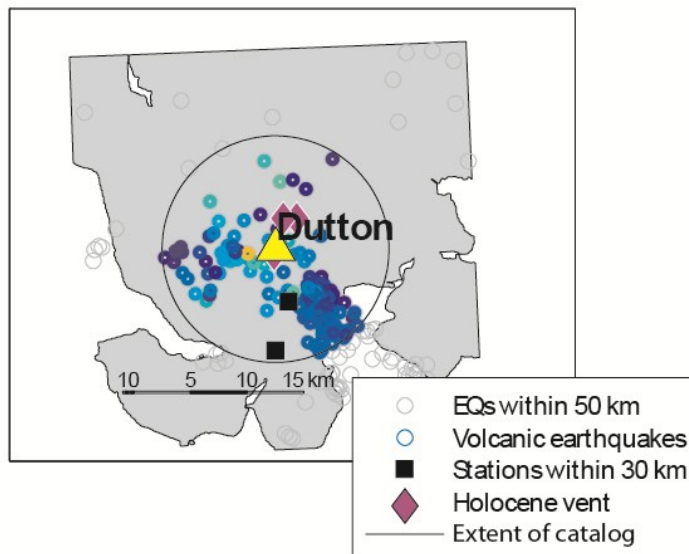 Dutton
10 5 10 15 km
EQs within 50 km
Volcanic earthquakes
Stations within 30 km
Holocene vent
Extent of catalog